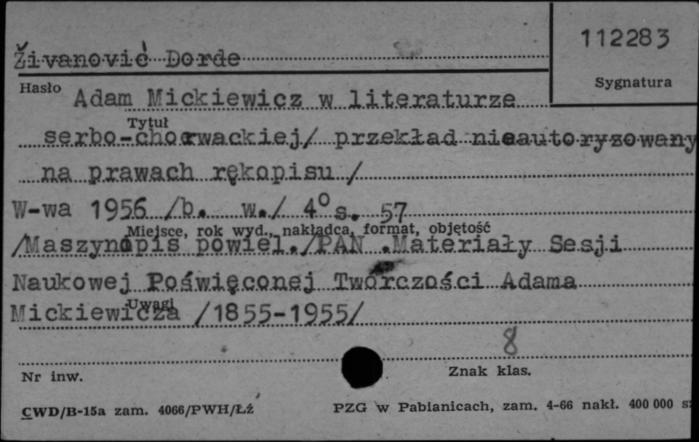 112283
Sygnatura
Živanović Dorde
Hasło
Adam Mickiewicz w literaturze
Tytuł
serbo-chorwackiej/ przekład nieautoryzowany
na prawach rękopisu /
W-wa 1956 /b. w./ 4° s. 57
Miejsce, rok wyd., nakładca, format, objętość
/Maszynopis powiel./PAN .Materiały Sesji
Naukowej Poświęconej Twórczości Adama
Uwagi
Mickiewicza /1855-1955/
8
Nr inw.
Znak klas.
CWD/B-15a zam. 4066/PWH/Łź
PZG w Pabianicach, zam. 4-66 nakł. 400 000